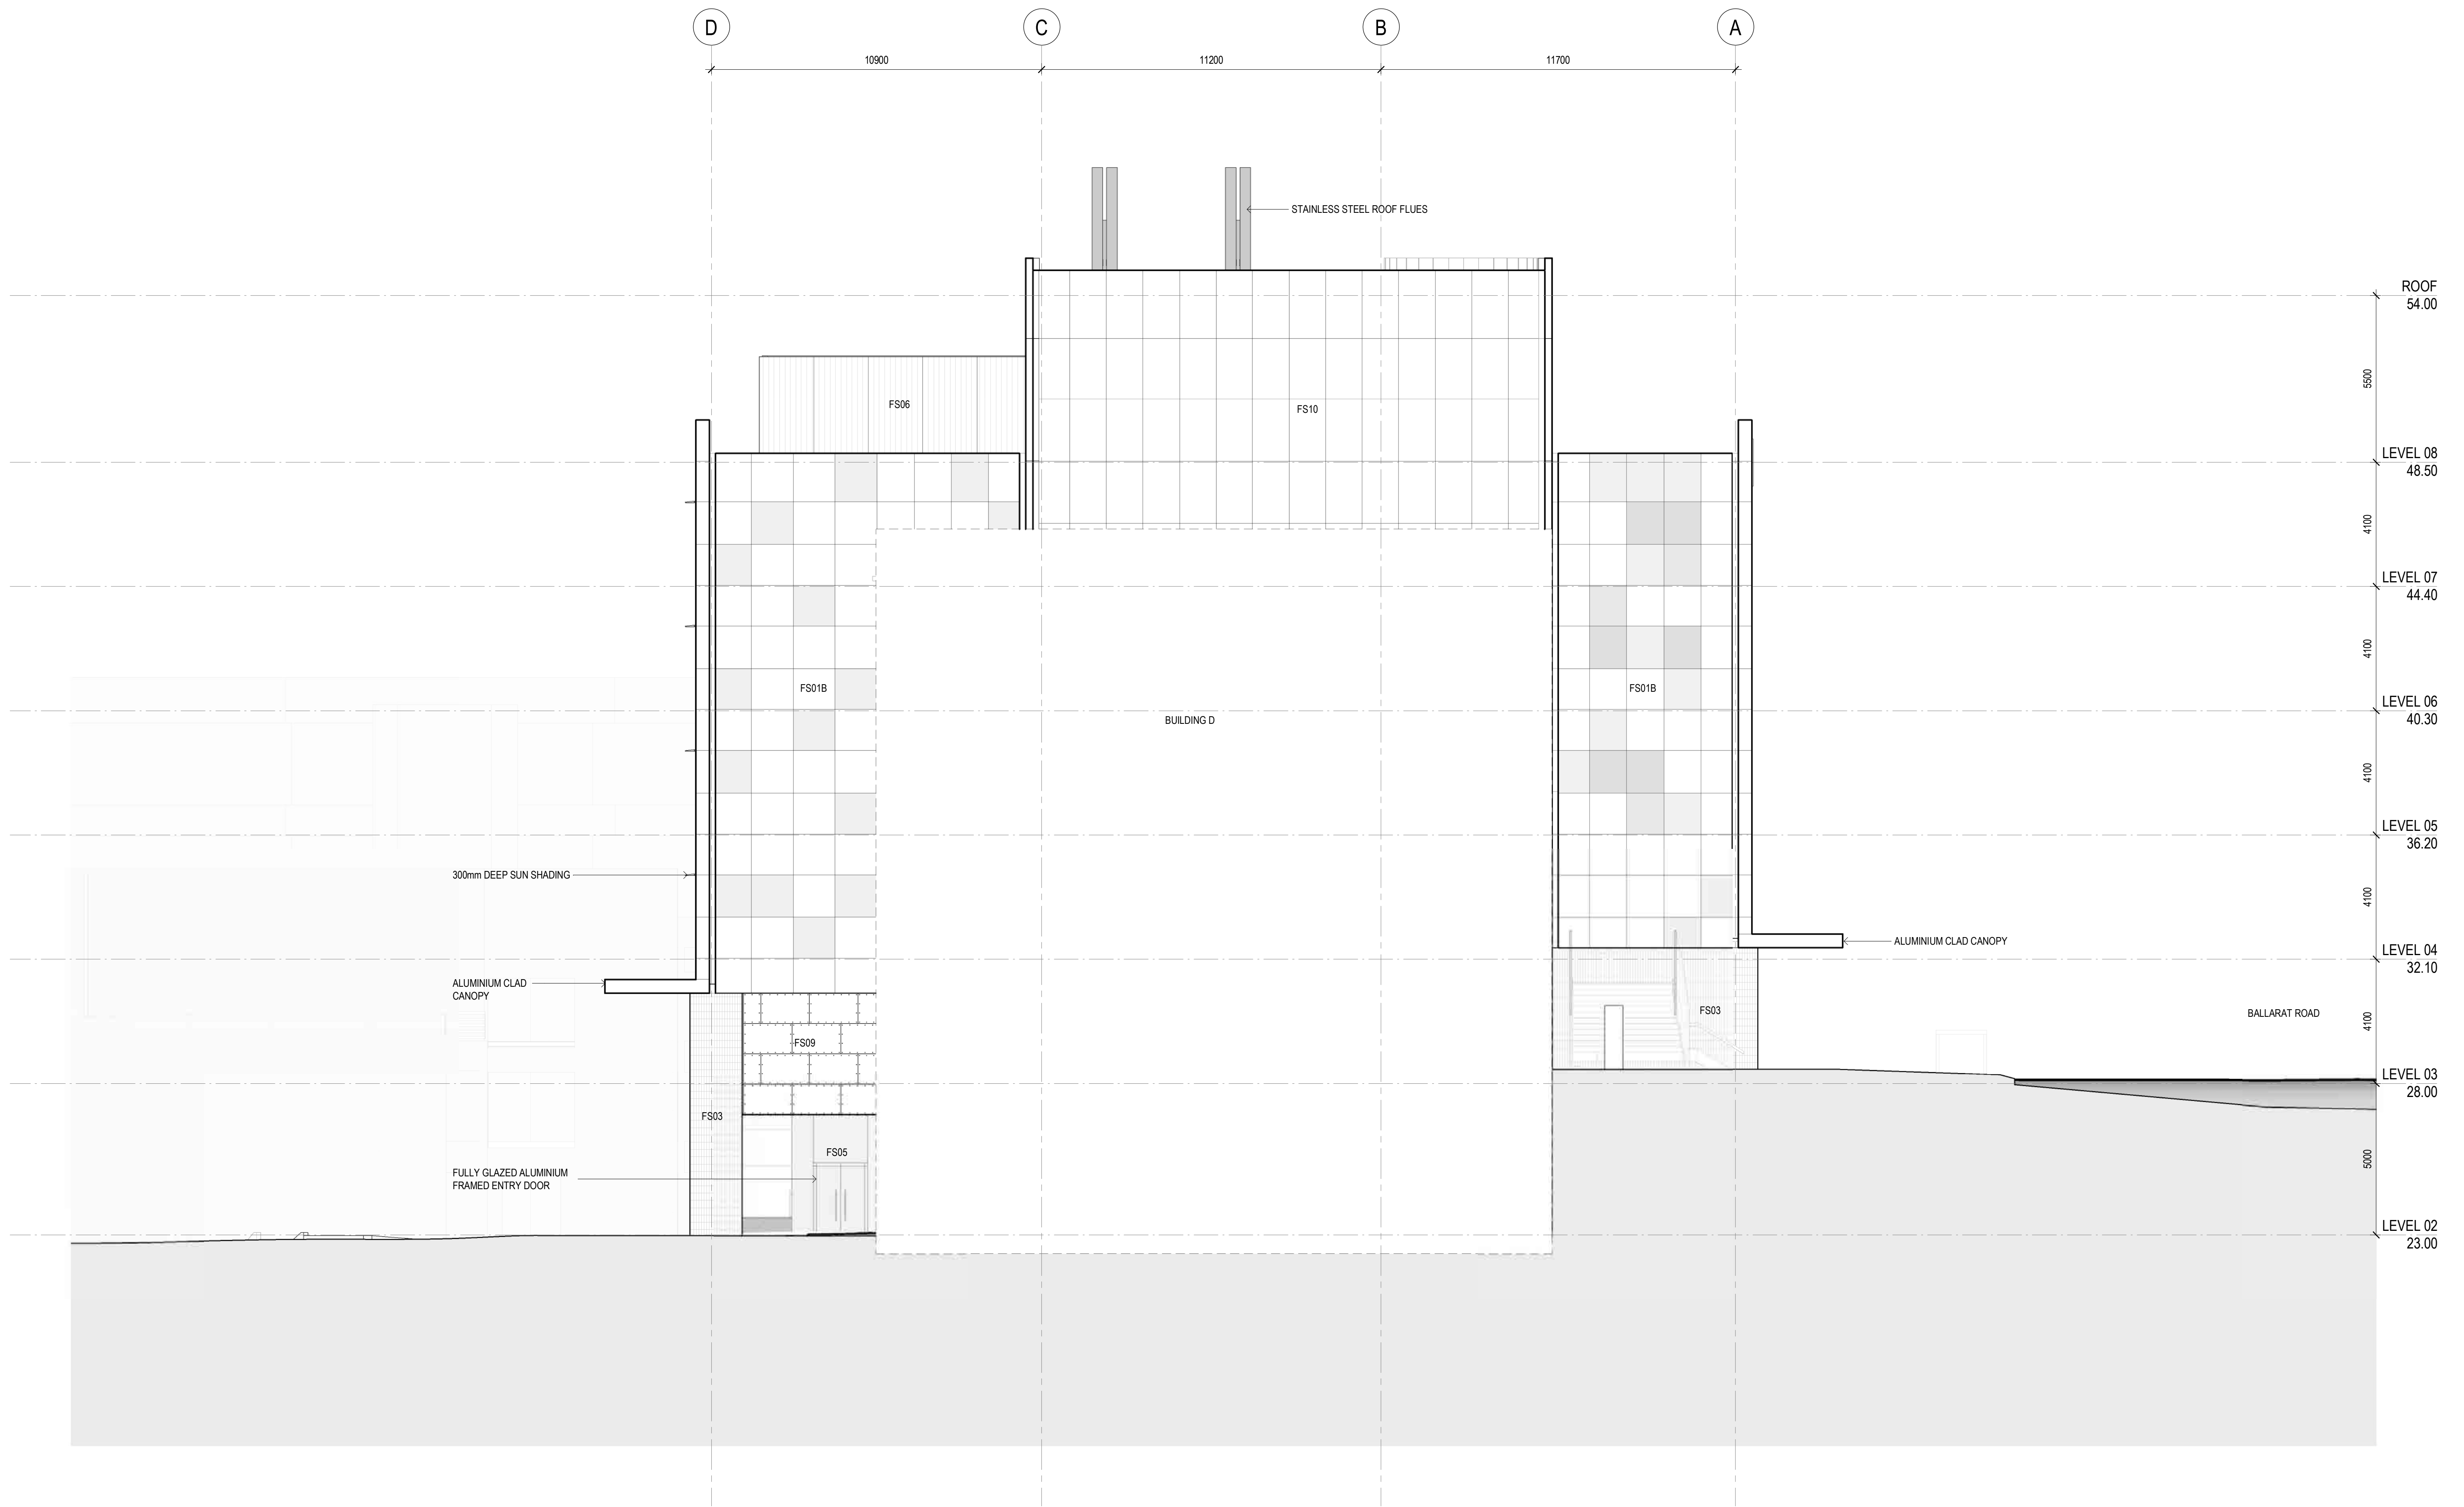 D
C
B
A
10900
11200
11700
STAINLESS STEEL ROOF FLUES
ROOF
54.00
5500
FS06
FS10
LEVEL 08
48.50
4100
LEVEL 07
44.40
4100
FS01B
FS01B
LEVEL 06
40.30
BUILDING D
4100
LEVEL 05
36.20
300mm DEEP SUN SHADING
4100
ALUMINIUM CLAD CANOPY
LEVEL 04
32.10
ALUMINIUM CLAD
CANOPY
FS03
BALLARAT ROAD
4100
FS09
LEVEL 03
28.00
FS03
FS05
5000
FULLY GLAZED ALUMINIUM
FRAMED ENTRY DOOR
LEVEL 02
23.00